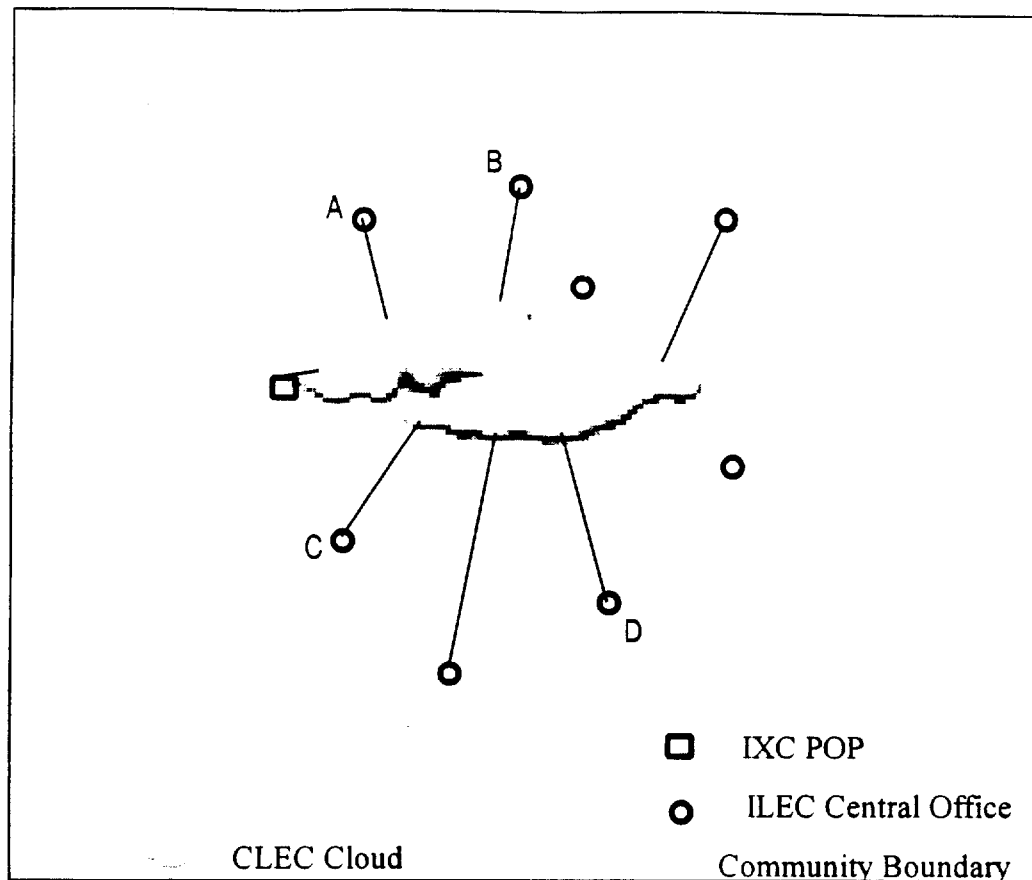 B
A
C
D
IXC POP
ILEC Central Office
CLEC Cloud
Community Boundary